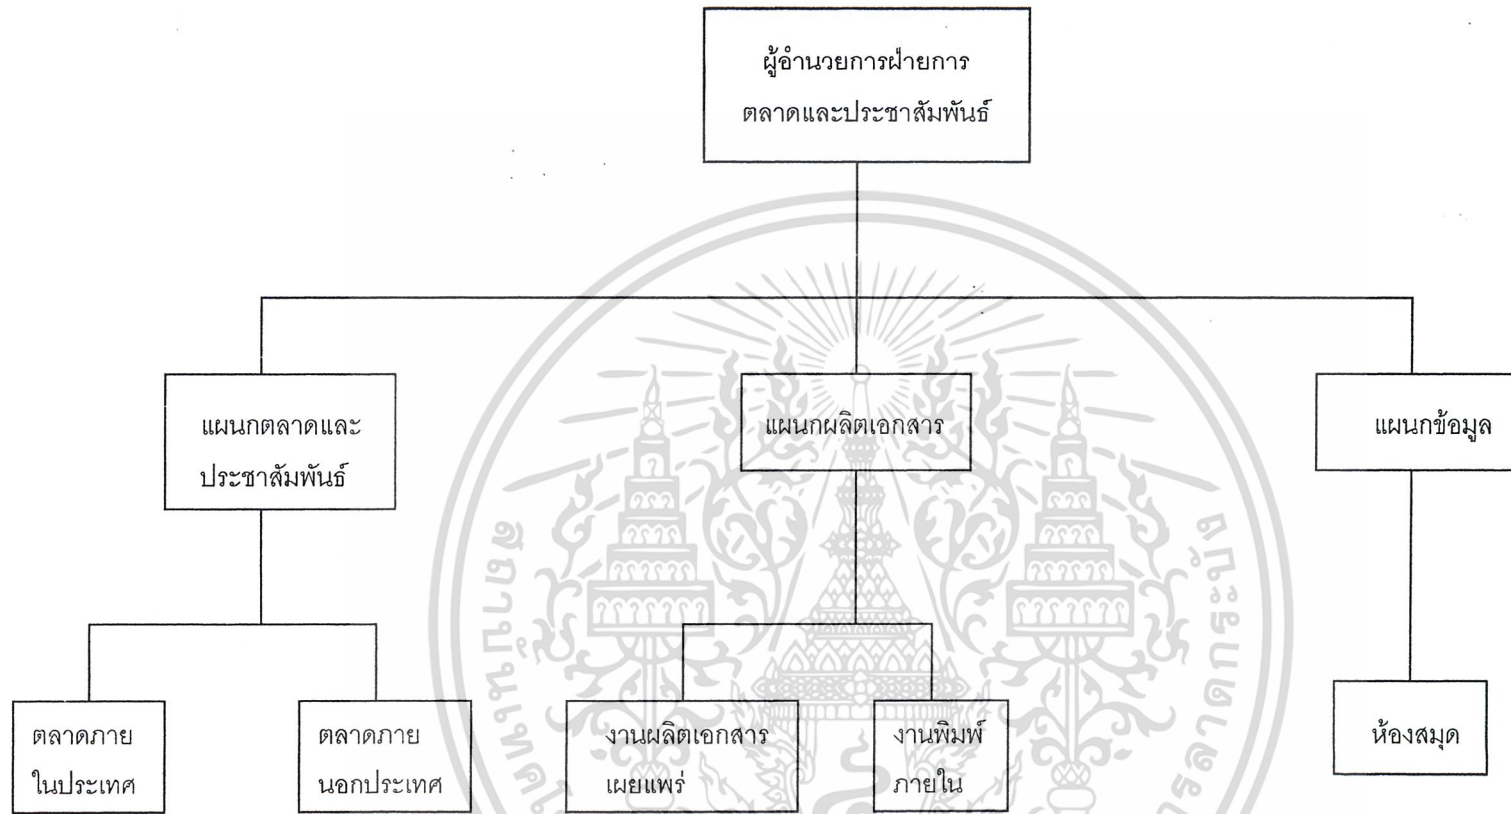 ผู้อำนวยการฝ่ายการ
ตลาดและประชาสัมพันธ์
แผนกตลาดและ
ประชาสัมพันธ์
แผนกผลิตเอกสาร
แผนกข้อมูล
ตลาดภาย
ในประเทศ
ตลาดภาย
นอกประเทศ
งานผลิตเอกสาร
เผยแพร่
งานพิมพ์
ภายใน
ห้องสมุด